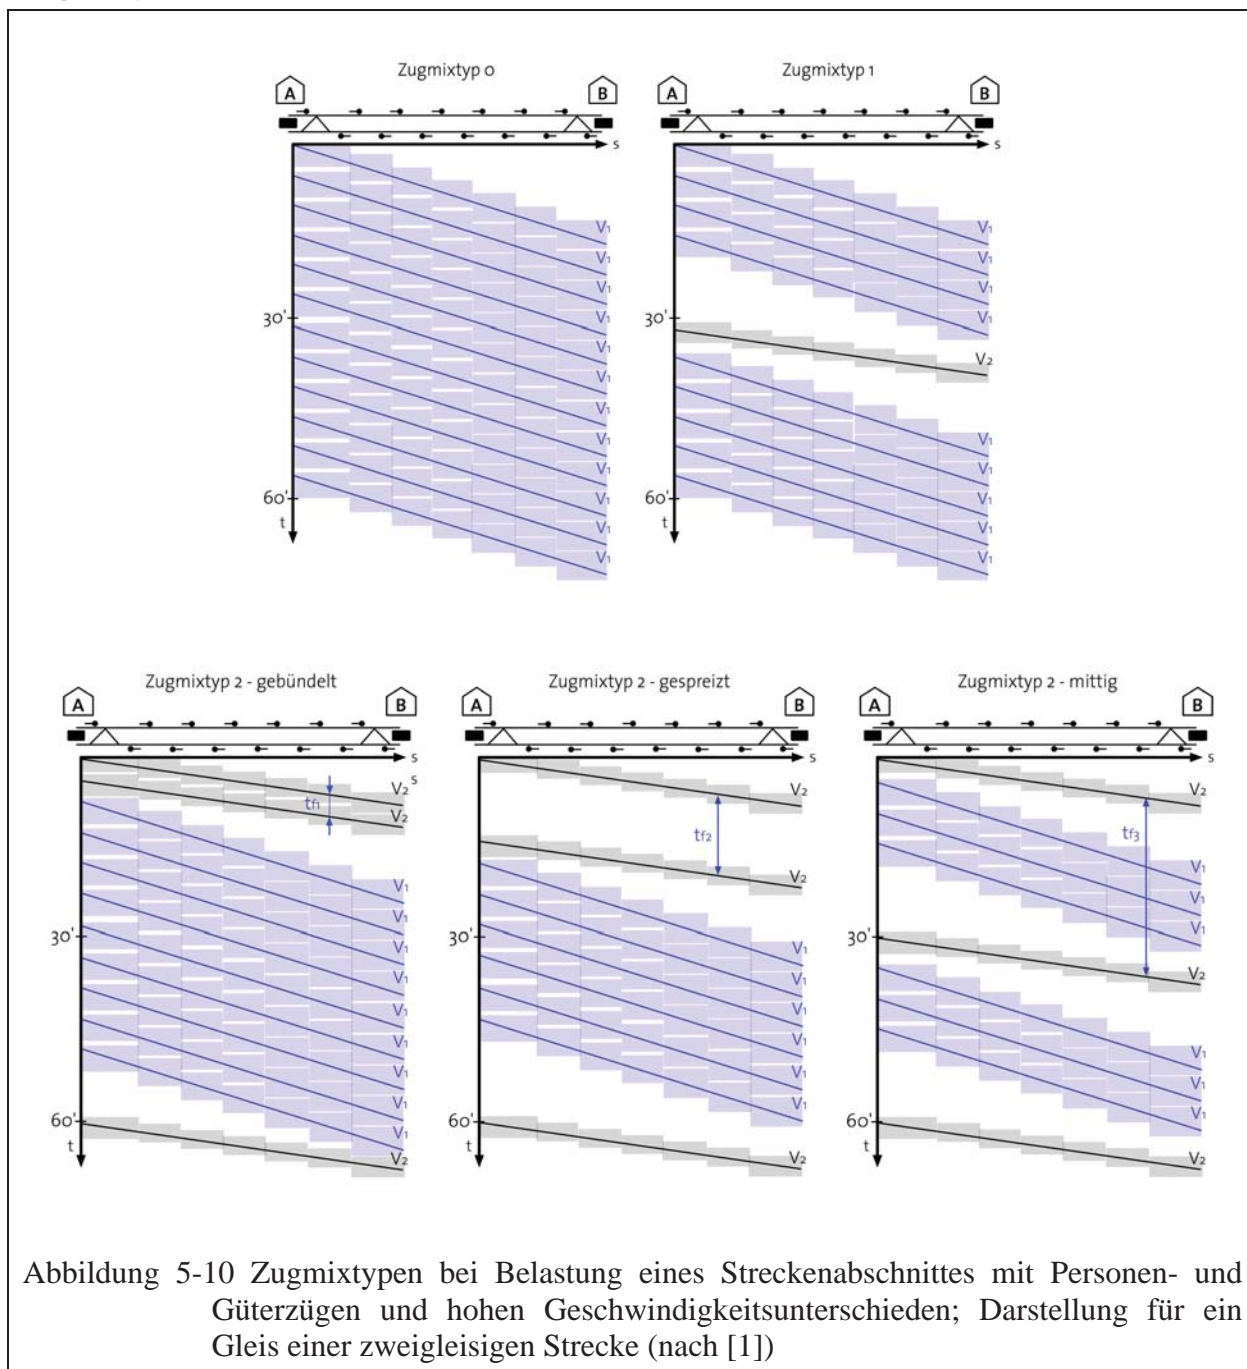 Zugmixtyp 0
A
B
s
V1
V1
V1
V1
30'
V1
V1
V1
V1
V1
V1
60'
V1
V1
t
Zugmixtyp 1
A
B
s
V1
V1
V1
V1
30'
V2
V1
V1
V1
60'
V1
V1
t
Zugmixtyp 2 - gebündelt
A
B
s
s
V2
tf1
V2
V1
V1
30'
V1
V1
V1
V1
V1
V1
60'
V1
t
V2
Zugmixtyp 2 - gespreizt
A
B
s
V2
tf2
V2
30'
V1
V1
V1
V1
V1
V1
60'
t
V2
Zugmixtyp 2 - mittig
A
B
s
V2
tf3
V1
V1
V1
30'
V2
V1
V1
V1
60'
t
V2
Abbildung 5-10 Zugmixtypen bei Belastung eines Streckenabschnittes mit Personen- und
Güterzügen und hohen Geschwindigkeitsunterschieden; Darstellung für ein
Gleis einer zweigleisigen Strecke (nach [1])